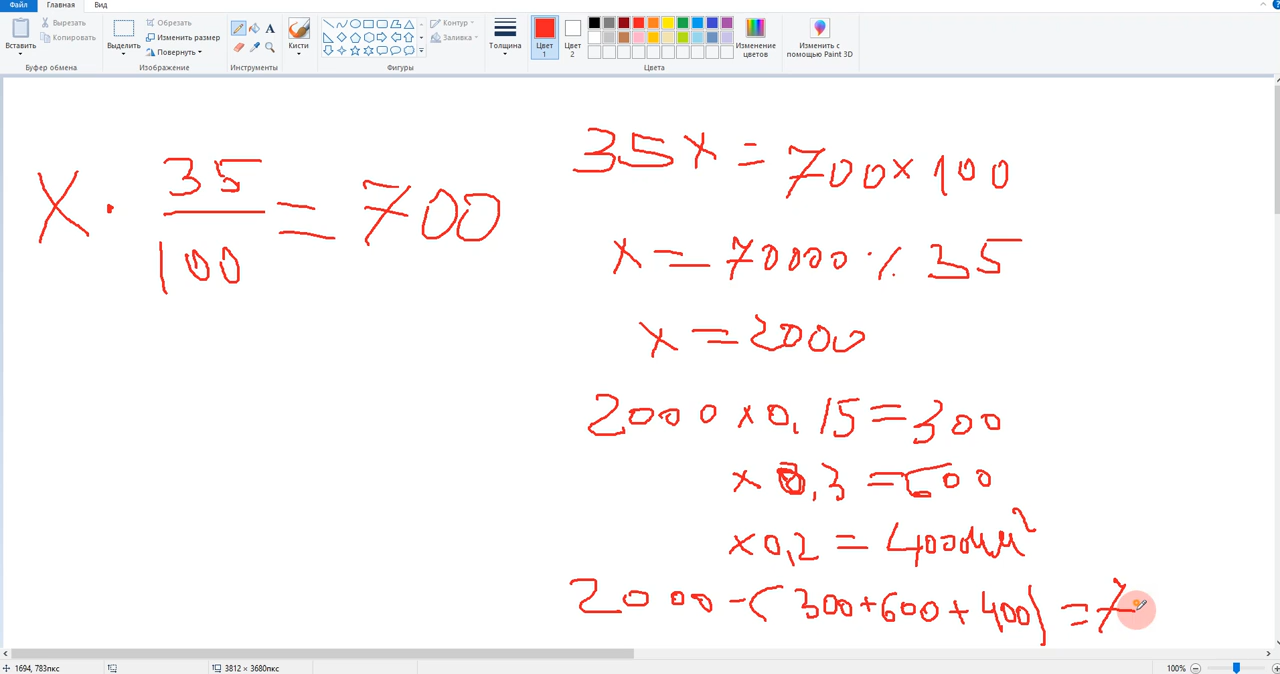 Файл Главная Вид
Вставить
Вырезать
Копировать
Буфер обмена
Выделить
Обрезать
Изменить размер
Повернуть
Изображение
Инструменты
Кисти
Контур
Заливка
Фигуры
Толщина
Цвет 1
Цвет 2
Изменение цветов
Изменить с помощью Paint 3D
Цвета
X · 35/100 = 700
35x = 700 × 100
x = 70000 ٪ 35
x = 2000
2000 × 0,15 = 300
× 0,3 = 600
× 0,2 = 400
2000 - (300 + 600 + 400) = 7
1694, 783пкс
3812 × 3680пкс
100%